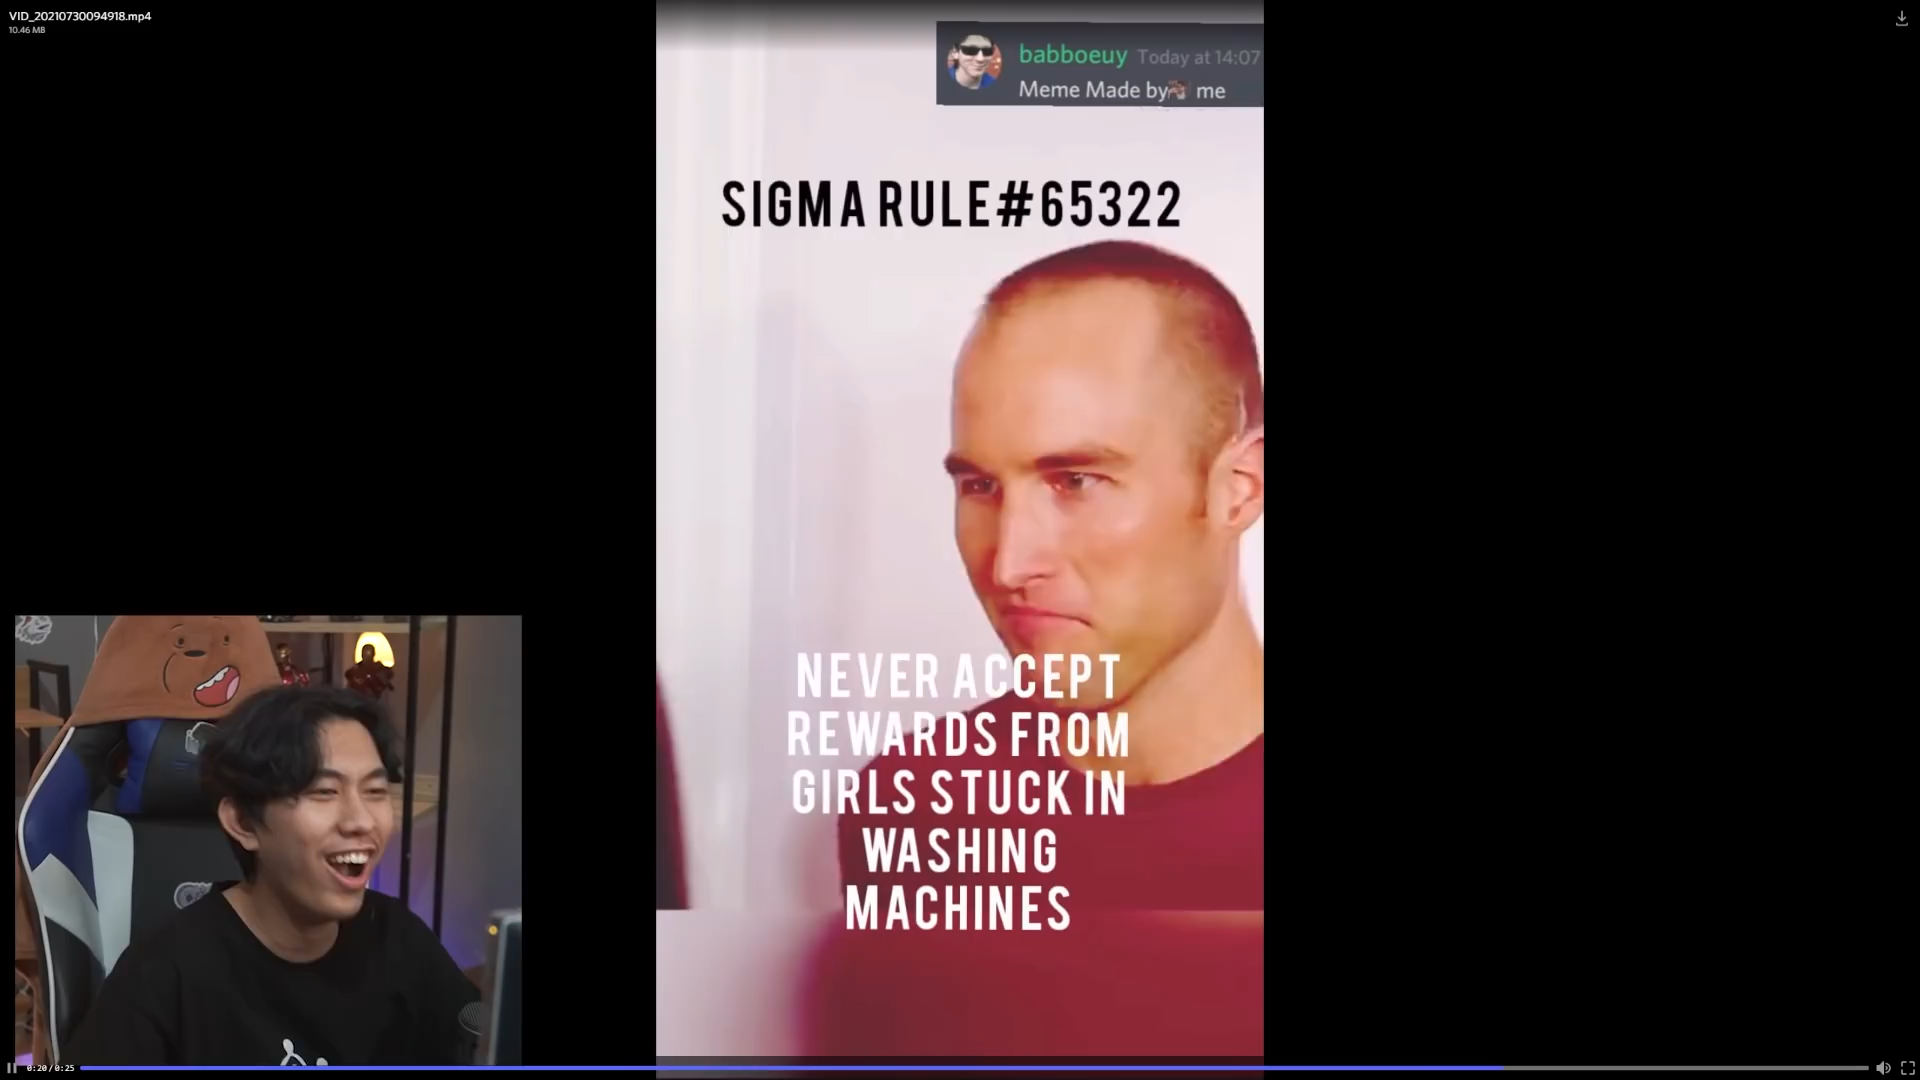 VID_20210730094918.mp4
10.46 MB
babboeuy Today at 14:07
Meme Made by me
SIGMA RULE#65322
NEVER ACCEPT
REWARDS FROM
GIRLS STUCK IN
WASHING
MACHINES
0:20/0:25